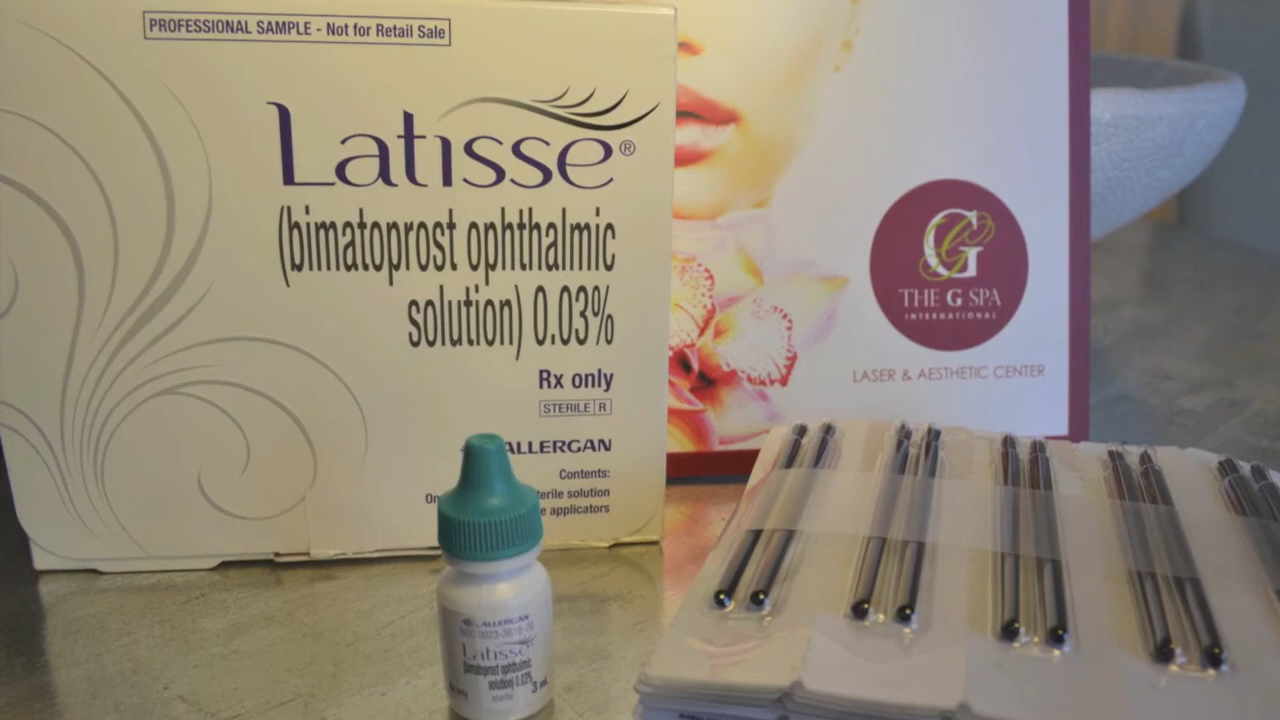 PROFESSIONAL SAMPLE - Not for Retail Sale
Latisse®
(bimatoprost ophthalmic
solution) 0.03%
Rx only
STERILE R
ALLERGAN
Contents:
sterile solution
applicators
G
THE G SPA
INTERNATIONAL
LASER & AESTHETIC CENTER
ALLERGAN
Latisse
(bimatoprost ophthalmic
solution) 0.03%
3 mL
sterile